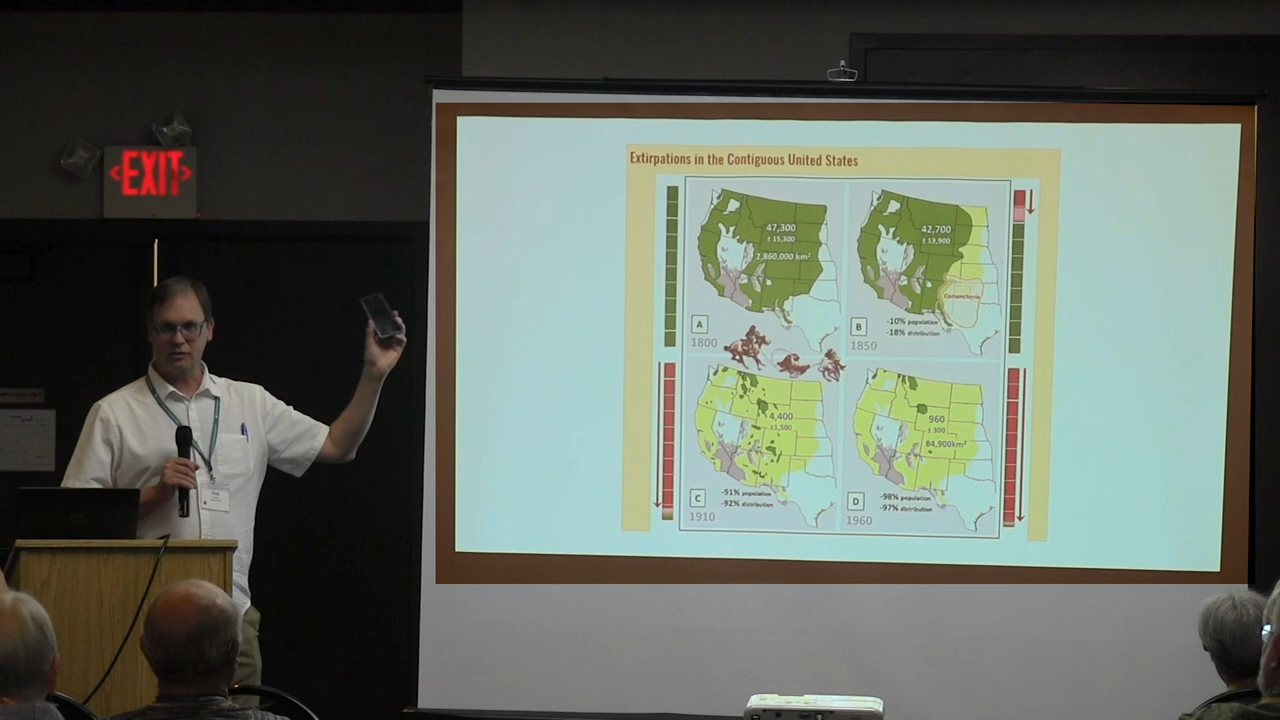 <EXIT>
Extirpations in the Contiguous United States
47,300
± 15,300
2,860,000 km²
A
1800
42,700
± 13,900
Comancheria
B
-10% population
-18% distribution
1850
4,400
±1,500
C
-91% population
-92% distribution
1910
960
± 300
84,900km²
D
-98% population
-97% distribution
1960